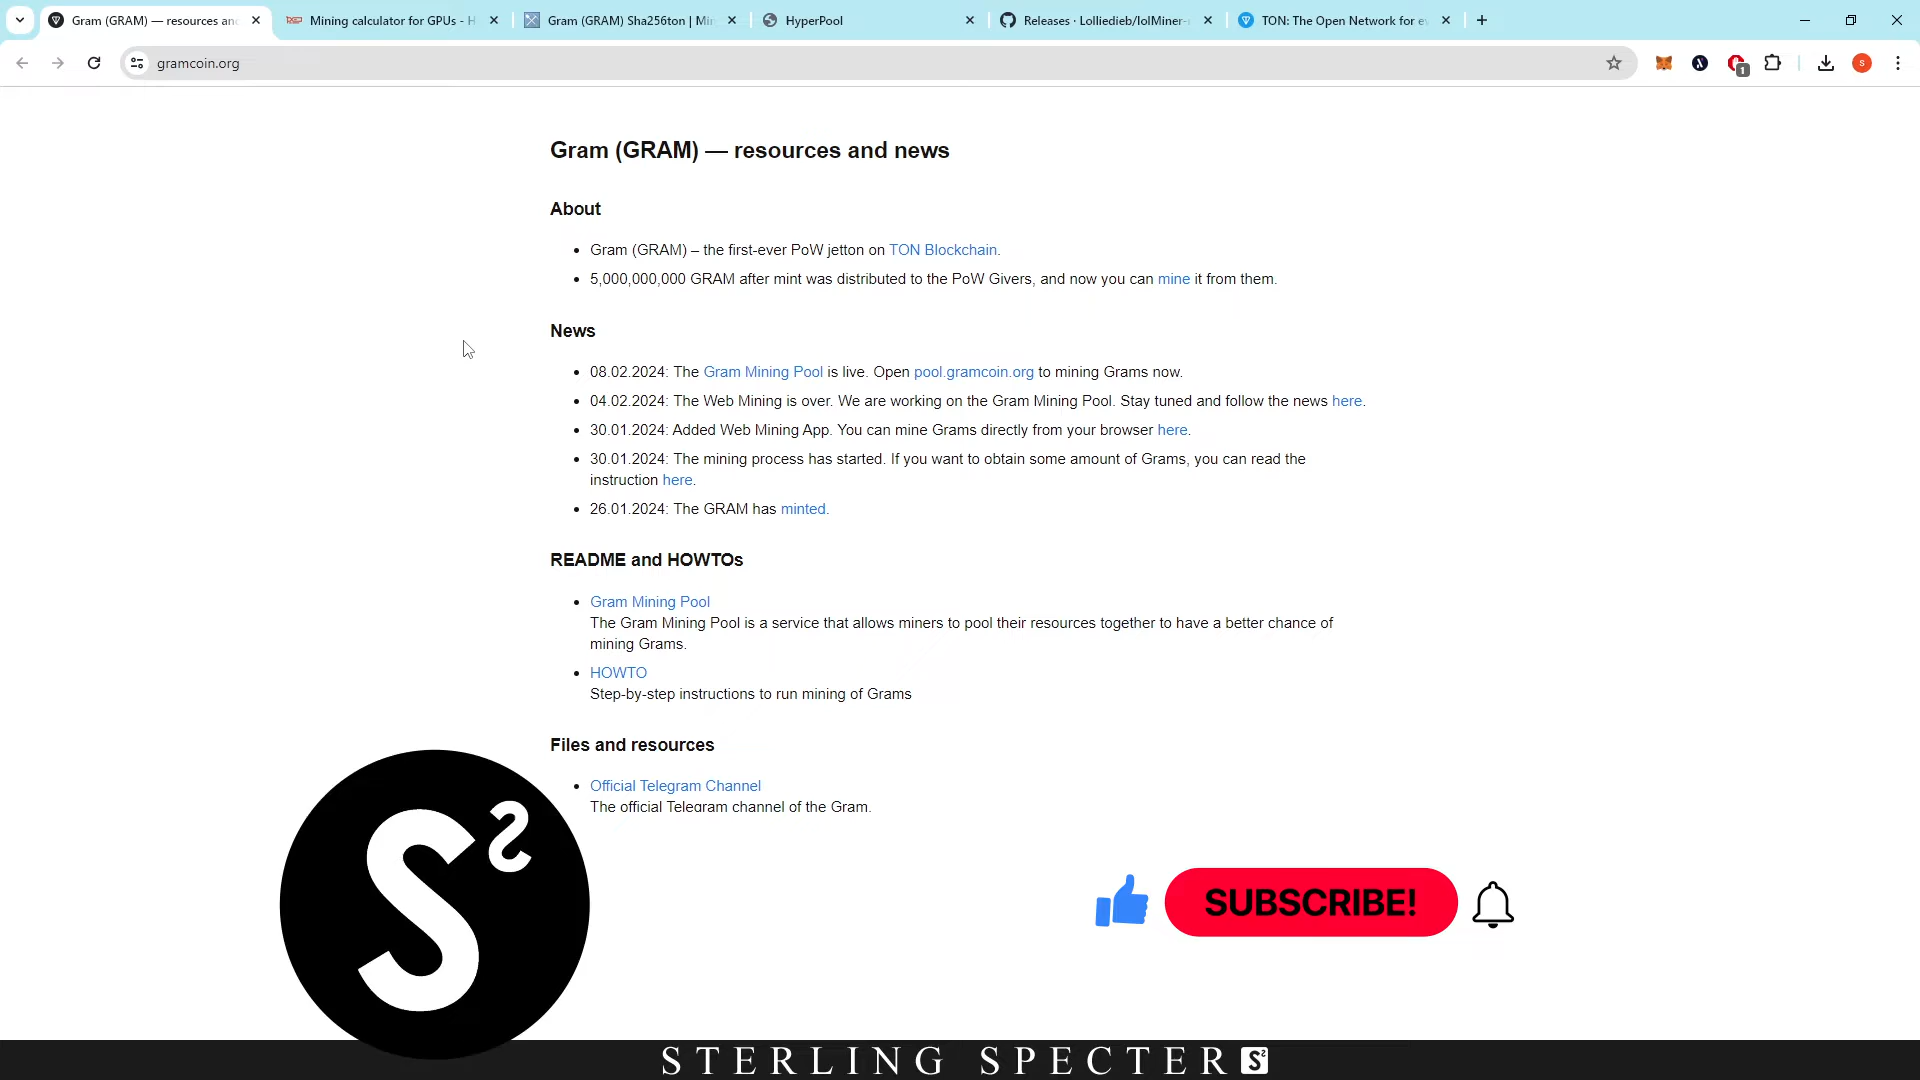 Gram (GRAM) — resources an
Mining calculator for GPUs - H
Gram (GRAM) Sha256ton | Min
HyperPool
Releases · Lolliedieb/lolMiner-r
TON: The Open Network for e
gramcoin.org
1
S
Gram (GRAM) — resources and news
About
Gram (GRAM) – the first-ever PoW jetton on TON Blockchain.
5,000,000,000 GRAM after mint was distributed to the PoW Givers, and now you can mine it from them.
News
08.02.2024: The Gram Mining Pool is live. Open pool.gramcoin.org to mining Grams now.
04.02.2024: The Web Mining is over. We are working on the Gram Mining Pool. Stay tuned and follow the news here.
30.01.2024: Added Web Mining App. You can mine Grams directly from your browser here.
30.01.2024: The mining process has started. If you want to obtain some amount of Grams, you can read the
instruction here.
26.01.2024: The GRAM has minted.
README and HOWTOs
Gram Mining Pool
The Gram Mining Pool is a service that allows miners to pool their resources together to have a better chance of
mining Grams.
HOWTO
Step-by-step instructions to run mining of Grams
Files and resources
Official Telegram Channel
The official Telegram channel of the Gram.
S2
SUBSCRIBE!
STERLING SPECTER S2